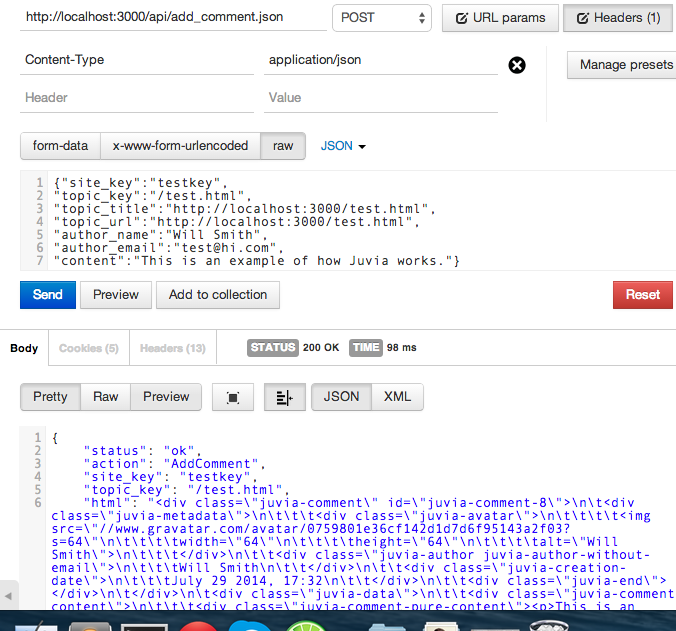 http://localhost:3000/api/add_comment.json POST URL params Headers (1)
Content-Type application/json
Manage presets
Header Value
form-data x-www-form-urlencoded raw JSON
1 {"site_key":"testkey",
2 "topic_key":"/test.html",
3 "topic_title":"http://localhost:3000/test.html",
4 "topic_url":"http://localhost:3000/test.html",
5 "author_name":"Will Smith",
6 "author_email":"test@hi.com",
7 "content":"This is an example of how Juvia works."}
Send Preview Add to collection Reset
Body Cookies (5) Headers (13) STATUS 200 OK TIME 98 ms
Pretty Raw Preview JSON XML
1 {
2 "status": "ok",
3 "action": "AddComment",
4 "site_key": "testkey",
5 "topic_key": "/test.html",
6 "html": "<div class=\"juvia-comment\" id=\"juvia-comment-8\">\n\t<div
class=\"juvia-metadata\">\n\t\t\t<div class=\"juvia-avatar\">\n\t\t\t\t<img
src=\"//www.gravatar.com/avatar/0759801e36cf142d1d7d6f95143a2f03?
s=64\"\n\t\t\t\twidth=\"64\"\n\t\t\t\theight=\"64\"\n\t\t\t\talt=\"Will
Smith\">\n\t\t\t</div>\n\t\t<div class=\"juvia-author juvia-author-without-
email\">\n\t\t\tWill Smith\n\t\t</div>\n\t\t<div class=\"juvia-creation-
date\">\n\t\t\tJuly 29 2014, 17:32\n\t\t</div>\n\t\t<div class=\"juvia-end\">
</div>\n\t</div>\n\t<div class=\"juvia-data\">\n\t\t<div class=\"juvia-comment
content\">\n\t\t\t<div class=\"juvia-comment-pure-content\"><p>This is an